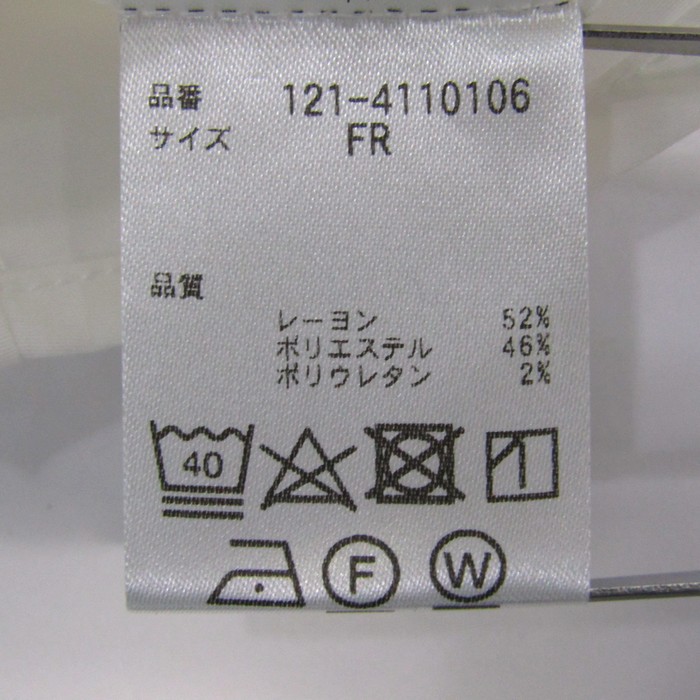 品番 121-4110106
サイズ FR
品質
レーヨン 52%
ポリエステル 46%
ポリウレタン 2%
40
F W